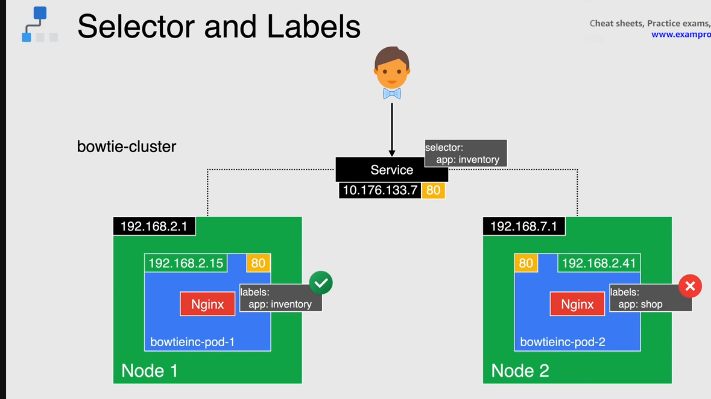 Selector and Labels
Cheat sheets, Practice exams,
www.exampro
bowtie-cluster
selector:
app: inventory
Service
10.176.133.7 80
192.168.2.1
192.168.2.15 80
Nginx
labels:
app: inventory
bowtieinc-pod-1
Node 1
192.168.7.1
80 192.168.2.41
Nginx
labels:
app: shop
bowtieinc-pod-2
Node 2